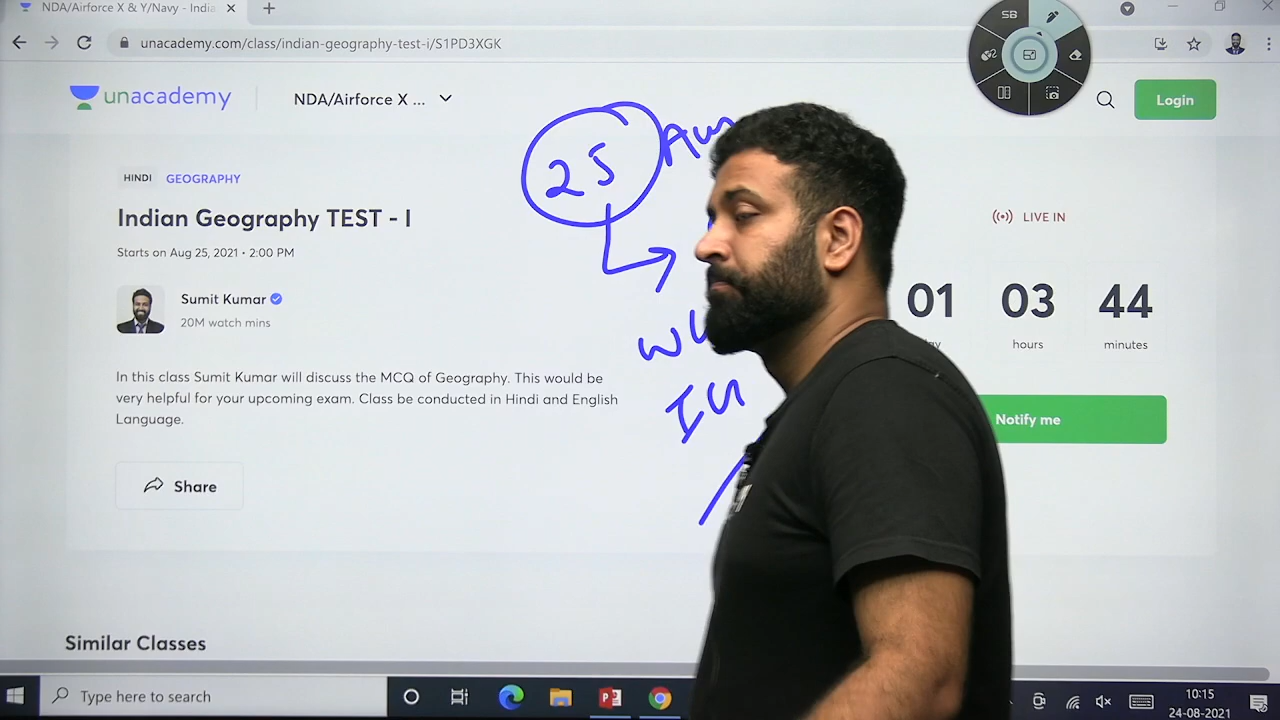 NDA/Airforce X & Y/Navy - India
unacademy.com/class/indian-geography-test-i/S1PD3XGK
SB
unacademy
NDA/Airforce X ...
Login
25
HINDI GEOGRAPHY
Indian Geography TEST - I
Starts on Aug 25, 2021 • 2:00 PM
LIVE IN
Sumit Kumar
20M watch mins
01 03 44
hours minutes
In this class Sumit Kumar will discuss the MCQ of Geography. This would be
very helpful for your upcoming exam. Class be conducted in Hindi and English
Language.
Notify me
Share
Similar Classes
Type here to search
10:15
24-08-2021